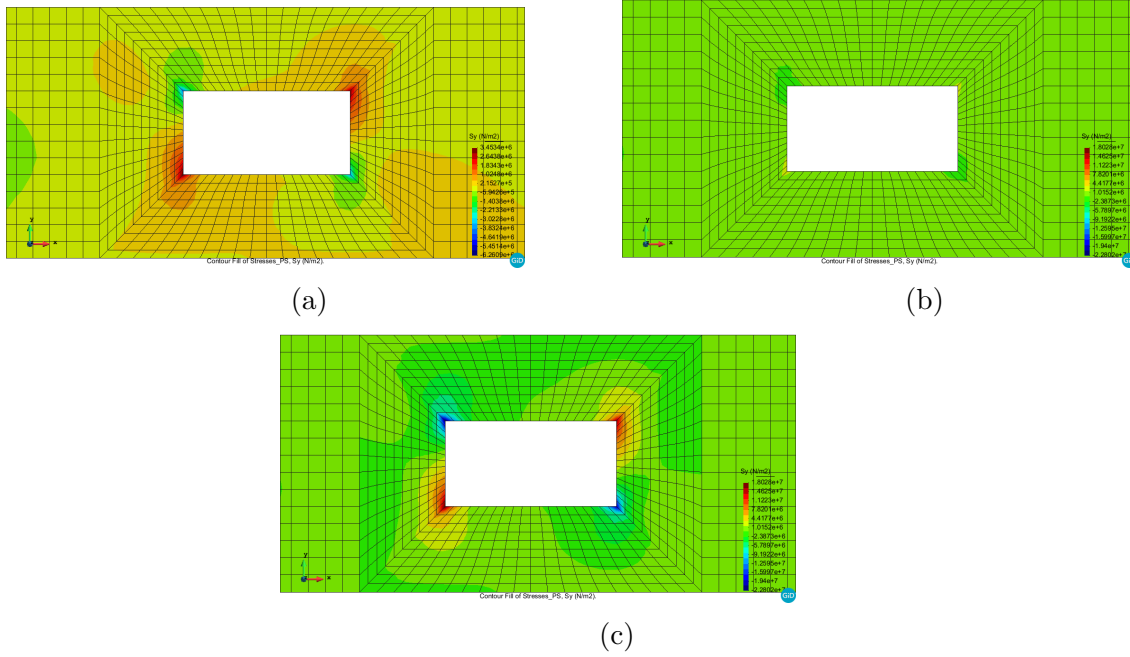 Sy (N/m2)
3.4534e+6
2.6438e+6
1.8343e+6
1.0248e+6
2.1527e+5
-5.9426e+5
-1.4038e+6
-2.2133e+6
-3.0228e+6
-3.8324e+6
-4.6419e+6
-5.4514e+6
-6.2609e+6
y
x
Contour Fill of Stresses_PS, Sy (N/m2).
GiD
(a)
Sy (N/m2)
1.8028e+7
1.4625e+7
1.1223e+7
7.8201e+6
4.4177e+6
1.0152e+6
-2.3873e+6
-5.7897e+6
-9.1922e+6
-1.2595e+7
-1.5997e+7
-1.94e+7
-2.2802e+7
y
x
Contour Fill of Stresses_PS, Sy (N/m2).
GiD
(b)
Sy (N/m2)
1.8028e+7
1.4625e+7
1.1223e+7
7.8201e+6
4.4177e+6
1.0152e+6
-2.3873e+6
-5.7897e+6
-9.1922e+6
-1.2595e+7
-1.5997e+7
-1.94e+7
-2.2802e+7
y
x
Contour Fill of Stresses_PS, Sy (N/m2).
GiD
(c)